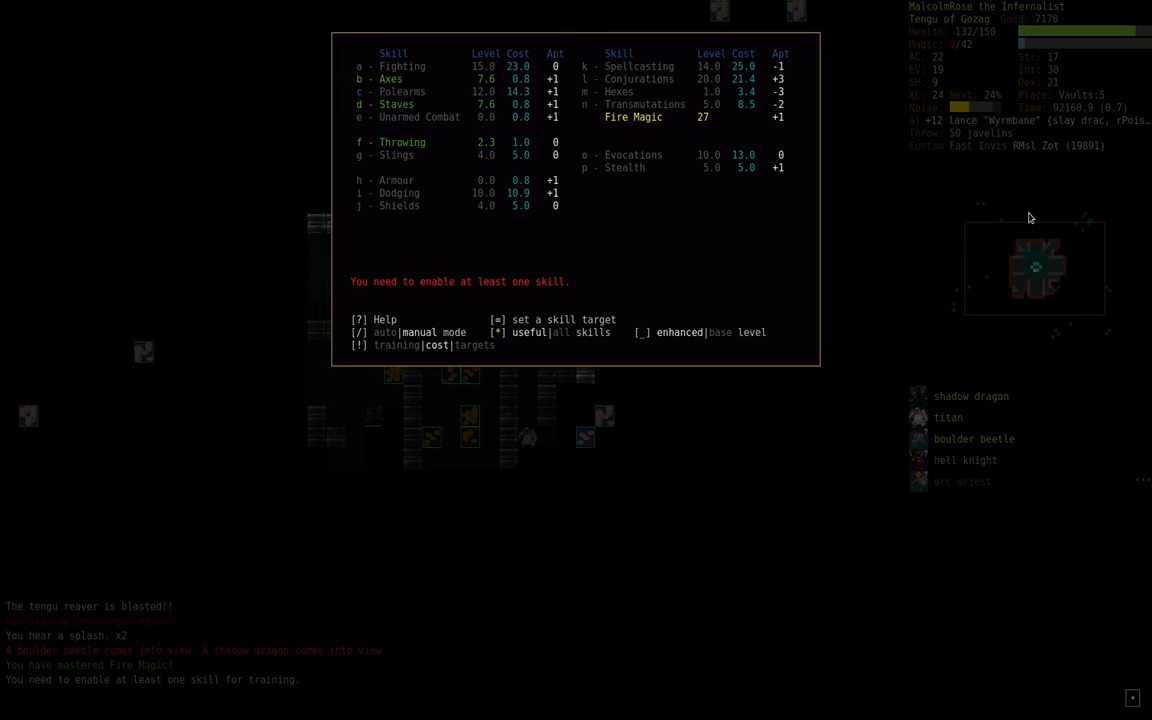 MalcolmRose the Infernalist
Tengu of Gozag Gold: 7170
Health: 132/150
Magic: 2/42
AC: 22 Str: 17
EV: 19 Int: 30
SH: 9 Dex: 21
XL: 24 Next: 24% Place: Vaults:5
Noise: Time: 92160.9 (0.7)
a) +12 lance "Wyrmbane" {slay drac, rPois…
Throw: 50 javelins
Contam Fast Invis RMsl Zot (19891)
Skill Level Cost Apt Skill Level Cost Apt
a - Fighting 15.0 23.0 0 k - Spellcasting 14.0 25.0 -1
b - Axes 7.6 0.8 +1 l - Conjurations 20.0 21.4 +3
c - Polearms 12.0 14.3 +1 m - Hexes 1.0 3.4 -3
d - Staves 7.6 0.8 +1 n - Transmutations 5.0 8.5 -2
e - Unarmed Combat 0.0 0.8 +1 Fire Magic 27 +1
f - Throwing 2.3 1.0 0
g - Slings 4.0 5.0 0 o - Evocations 10.0 13.0 0
p - Stealth 5.0 5.0 +1
h - Armour 0.0 0.8 +1
i - Dodging 10.0 10.9 +1
j - Shields 4.0 5.0 0
You need to enable at least one skill.
[?] Help [=] set a skill target
[/] auto|manual mode [*] useful|all skills [_] enhanced|base level
[!] training|cost|targets
shadow dragon
titan
boulder beetle
hell knight
orc priest
...
The tengu reaver is blasted!!
You blow up the tengu reaver!
You hear a splash. x2
A boulder beetle comes into view. A shadow dragon comes into view.
You have mastered Fire Magic!
You need to enable at least one skill for training.